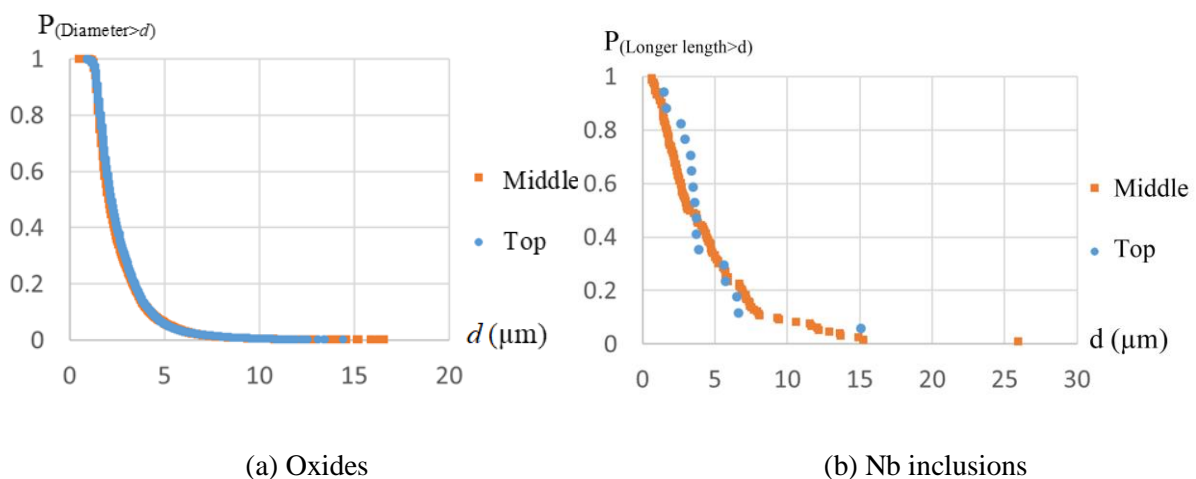 P(Diameter>d)
1
0.8
0.6
0.4
0.2
0
0
5
10
15
20
d (μm)
Middle
Top
(a) Oxides
P(Longer length>d)
1
0.8
0.6
0.4
0.2
0
0
5
10
15
20
25
30
d (μm)
Middle
Top
(b) Nb inclusions